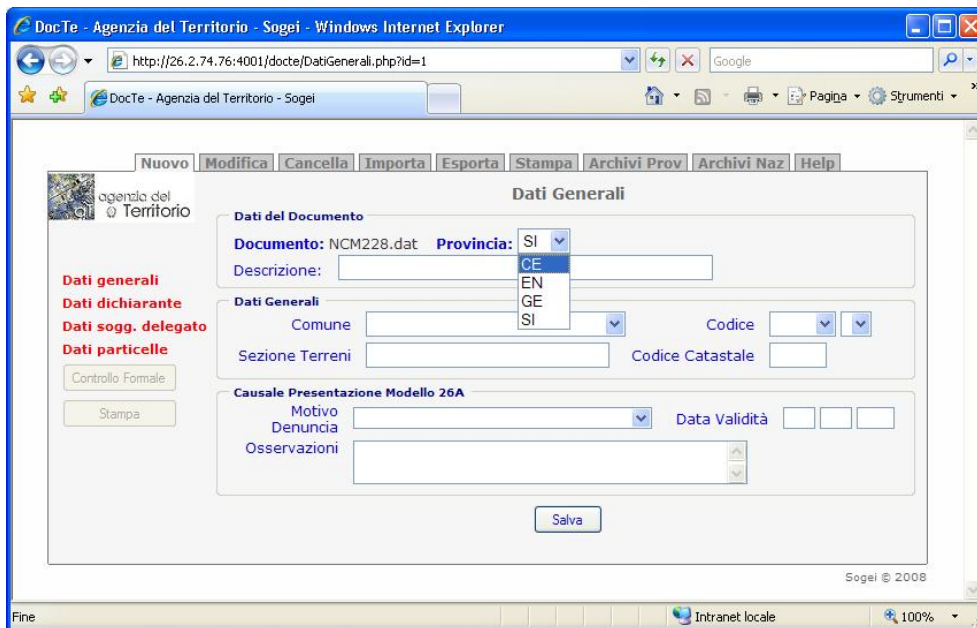 DocTe - Agenzia del Territorio - Sogei - Windows Internet Explorer
http://26.2.74.76:4001/docte/DatiGenerali.php?id=1
Google
DocTe - Agenzia del Territorio - Sogei
Pagina
Strumenti
Nuovo Modifica Cancella Importa Esporta Stampa Archivi Prov Archivi Naz Help
agenzia del
Territorio
Dati Generali
Dati del Documento
Documento: NCM228.dat Provincia: SI
Descrizione:
CE
EN
GE
SI
Dati generali
Dati dichiarante
Dati sogg. delegato
Dati particelle
Controllo Formale
Stampa
Dati Generali
Comune Codice
Sezione Terreni Codice Catastale
Causale Presentazione Modello 26A
Motivo
Denuncia
Data Validità
Osservazioni
Salva
Sogei © 2008
Fine Intranet locale 100%